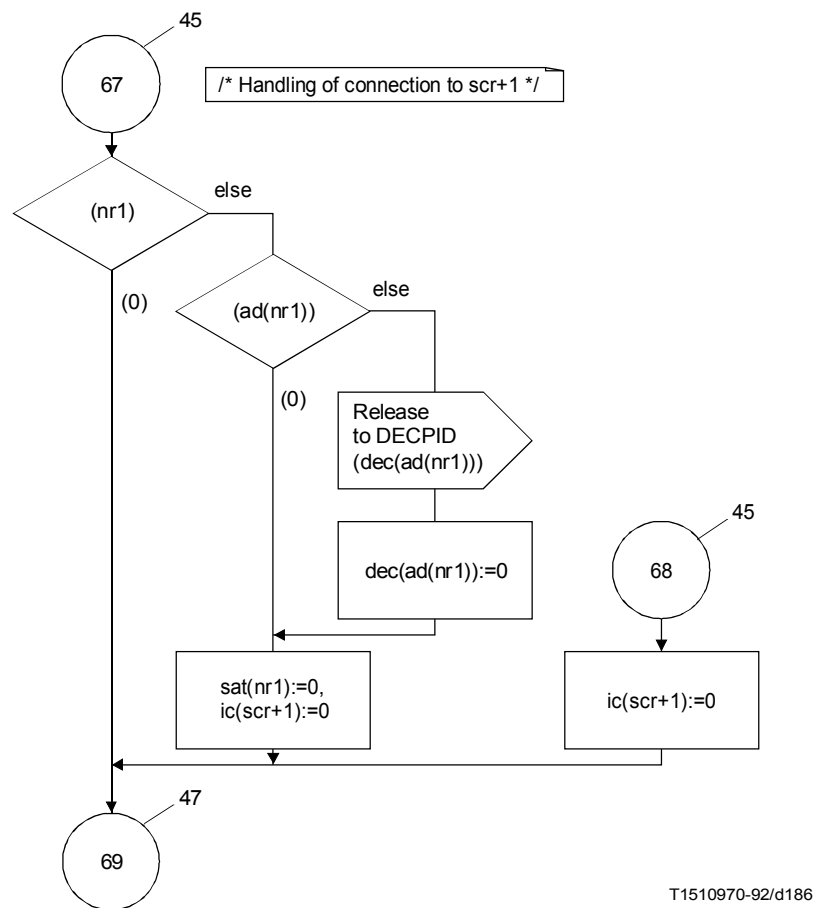 45
67
/* Handling of connection to scr+1 */
(nr1)
else
(0)
(ad(nr1))
else
(0)
Release
to DECPID
(dec(ad(nr1)))
dec(ad(nr1)):=0
45
68
sat(nr1):=0,
ic(scr+1):=0
ic(scr+1):=0
47
69
T1510970-92/d186